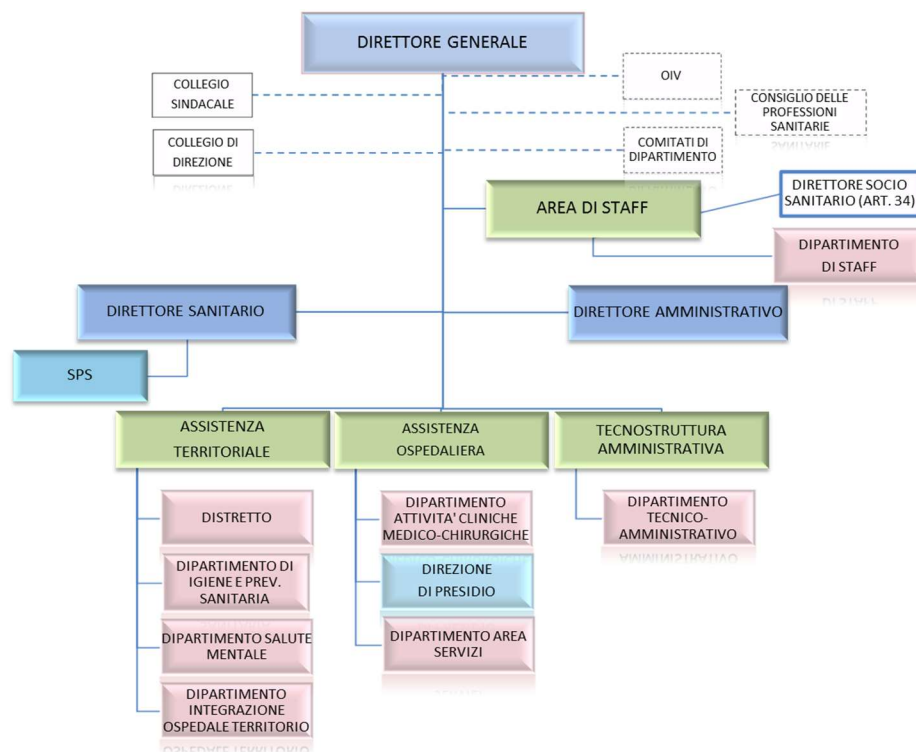 DIRETTORE GENERALE
COLLEGIO
SINDACALE
OIV
CONSIGLIO DELLE
PROFESSIONI
SANITARIE
COLLEGIO DI
DIREZIONE
COMITATI DI
DIPARTIMENTO
AREA DI STAFF
DIRETTORE SOCIO
SANITARIO (ART. 34)
DIPARTIMENTO
DI STAFF
DIRETTORE SANITARIO
DIRETTORE AMMINISTRATIVO
SPS
ASSISTENZA
TERRITORIALE
ASSISTENZA
OSPEDALIERA
TECNOSTRUTTURA
AMMINISTRATIVA
DISTRETTO
DIPARTIMENTO DI
IGIENE E PREV.
SANITARIA
DIPARTIMENTO SALUTE
MENTALE
DIPARTIMENTO
INTEGRAZIONE
OSPEDALE TERRITORIO
DIPARTIMENTO
ATTIVITA' CLINICHE
MEDICO-CHIRURGICHE
DIREZIONE
DI PRESIDIO
DIPARTIMENTO AREA
SERVIZI
DIPARTIMENTO
TECNICO-
AMMINISTRATIVO